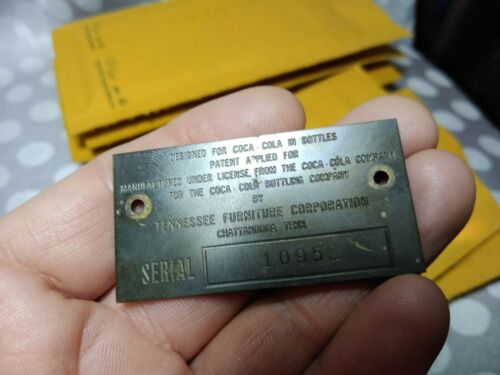 DESIGNED FOR COCA-COLA IN BOTTLES
PATENT APPLIED FOR
MANUFACTURED UNDER LICENSE FROM THE COCA-COLA COMPANY
FOR THE COCA-COLA BOTTLING COMPANY
BY
TENNESSEE FURNITURE CORPORATION
CHATTANOOGA, TENN.
SERIAL